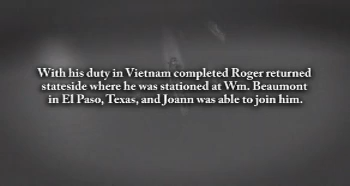 With his duty in Vietnam completed Roger returned
stateside where he was stationed at Wm. Beaumont
in El Paso, Texas, and Joann was able to join him.